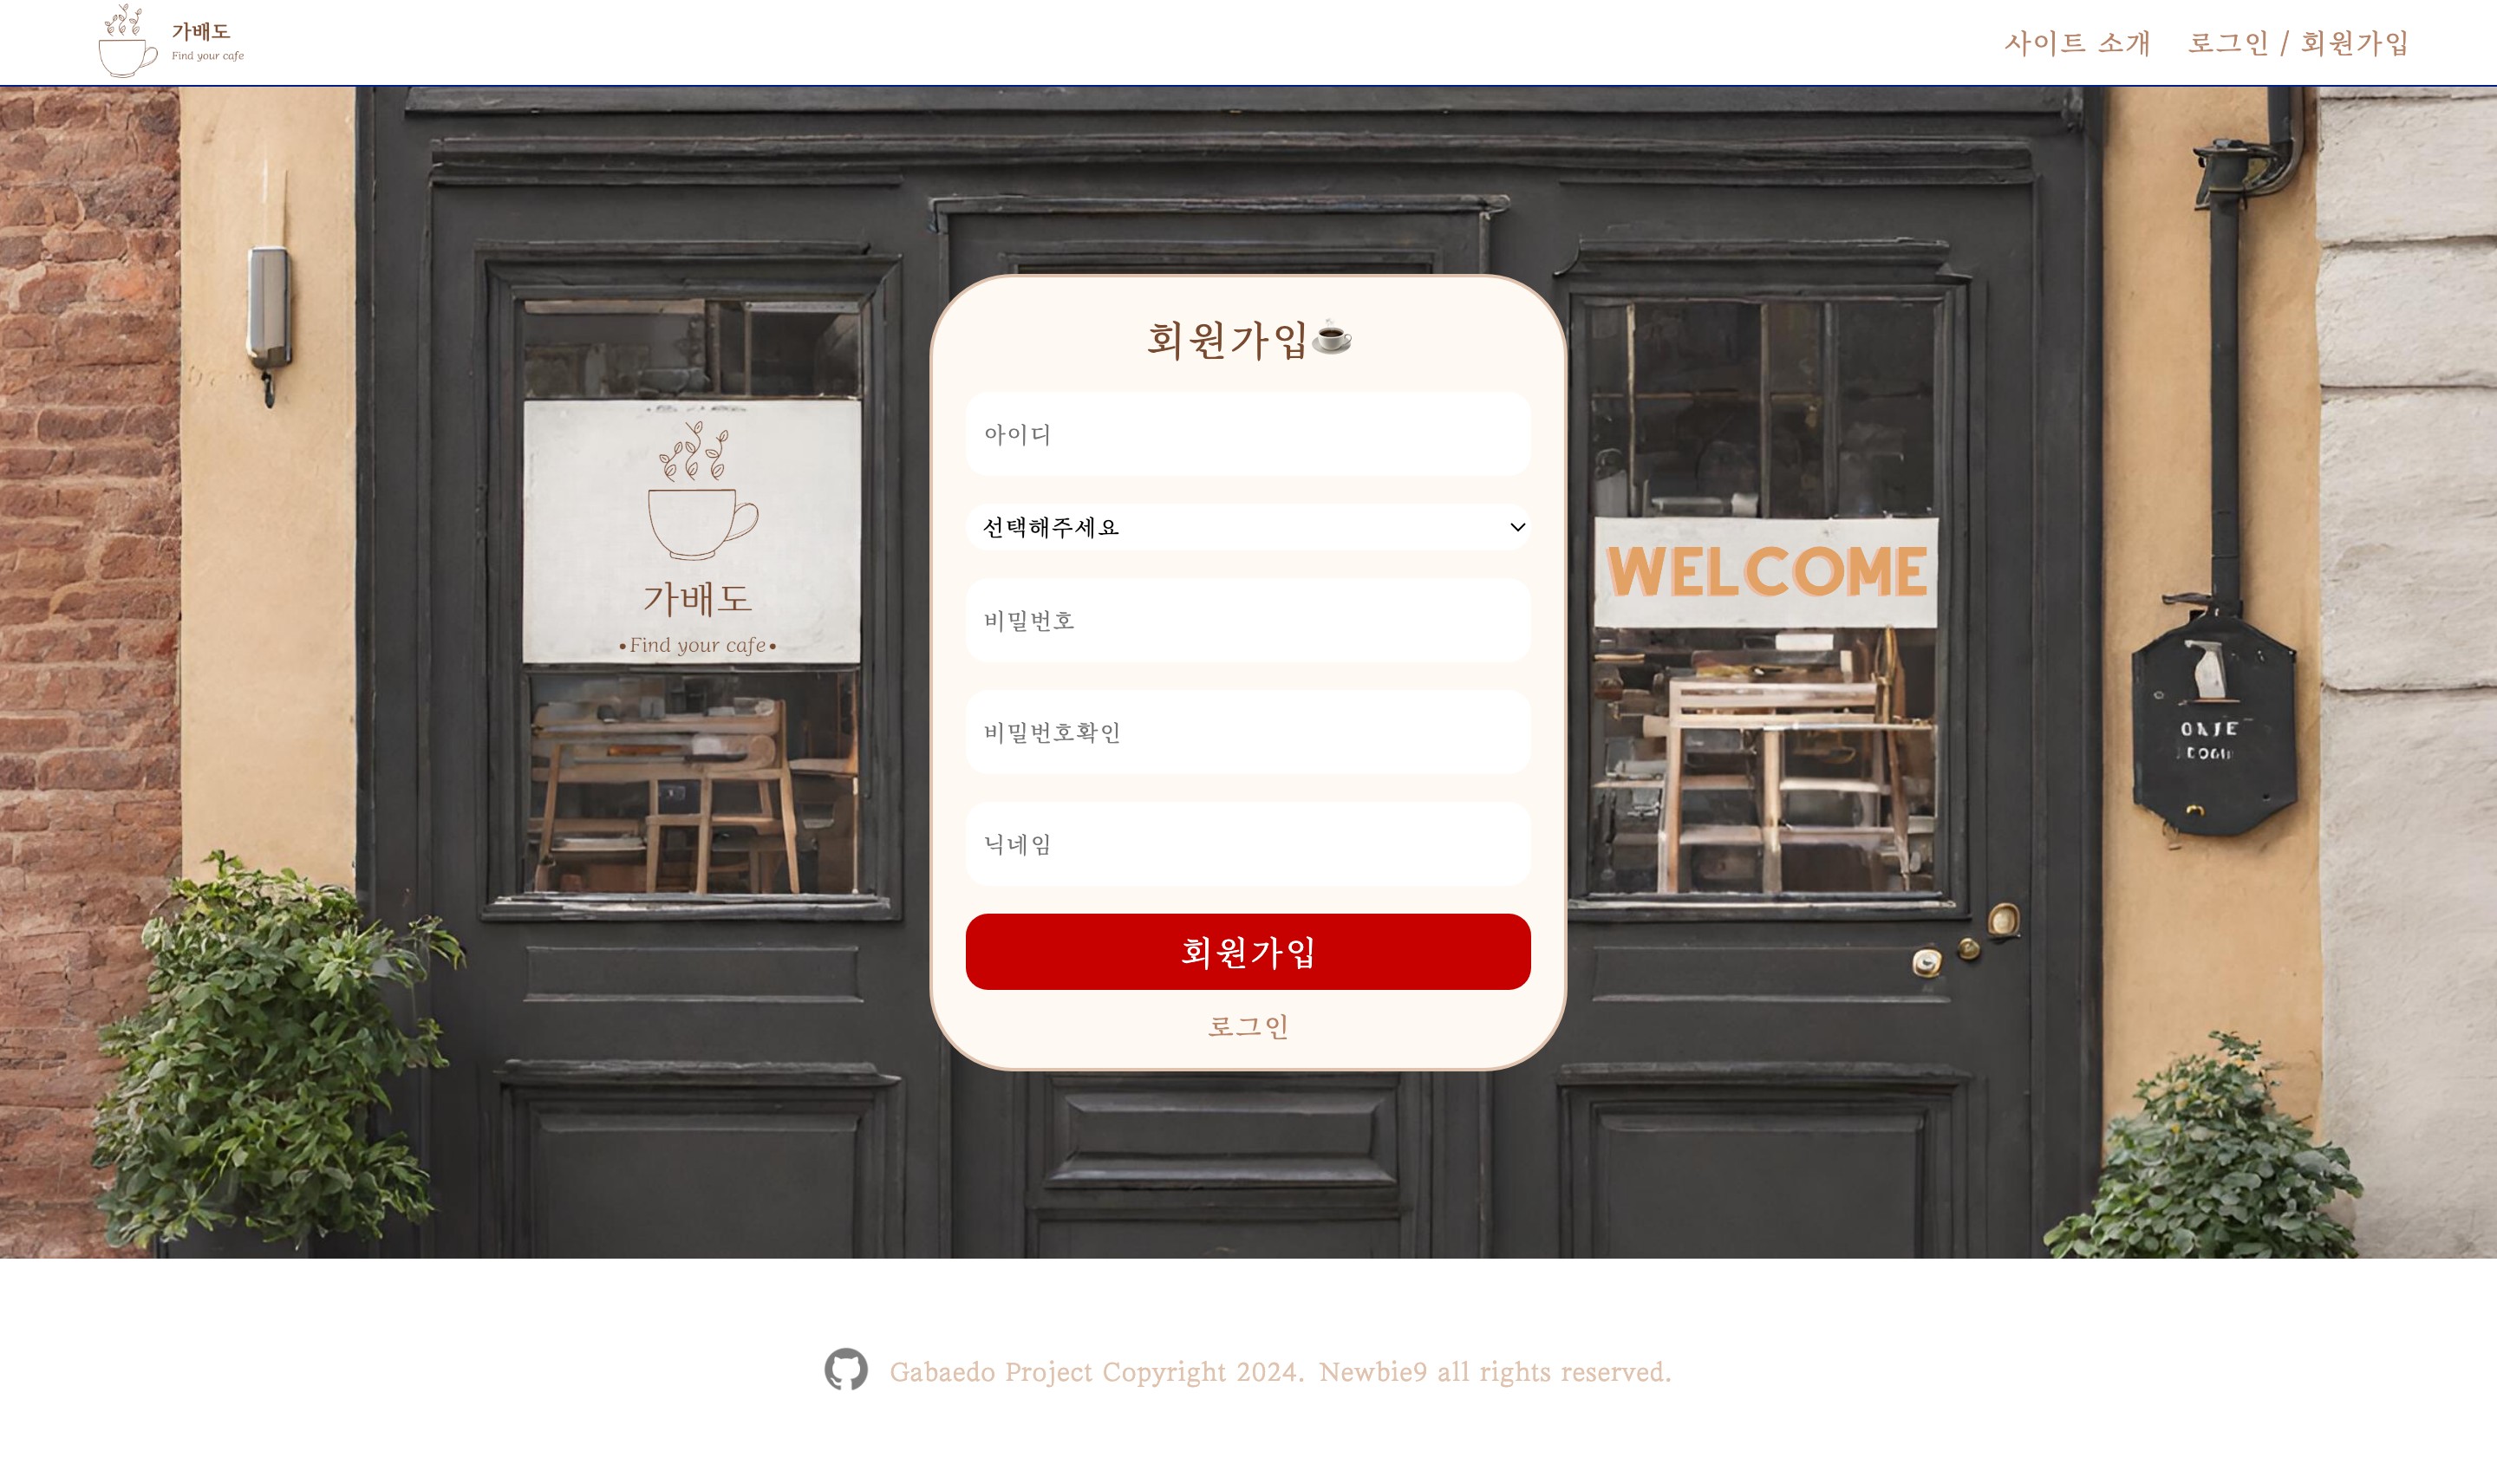 가배도
Find your cafe
사이트 소개
로그인 / 회원가입
회원가입
아이디
선택해주세요
비밀번호
비밀번호확인
닉네임
회원가입
로그인
가배도
•Find your cafe•
WELCOME
Gabaedo Project Copyright 2024. Newbie9 all rights reserved.